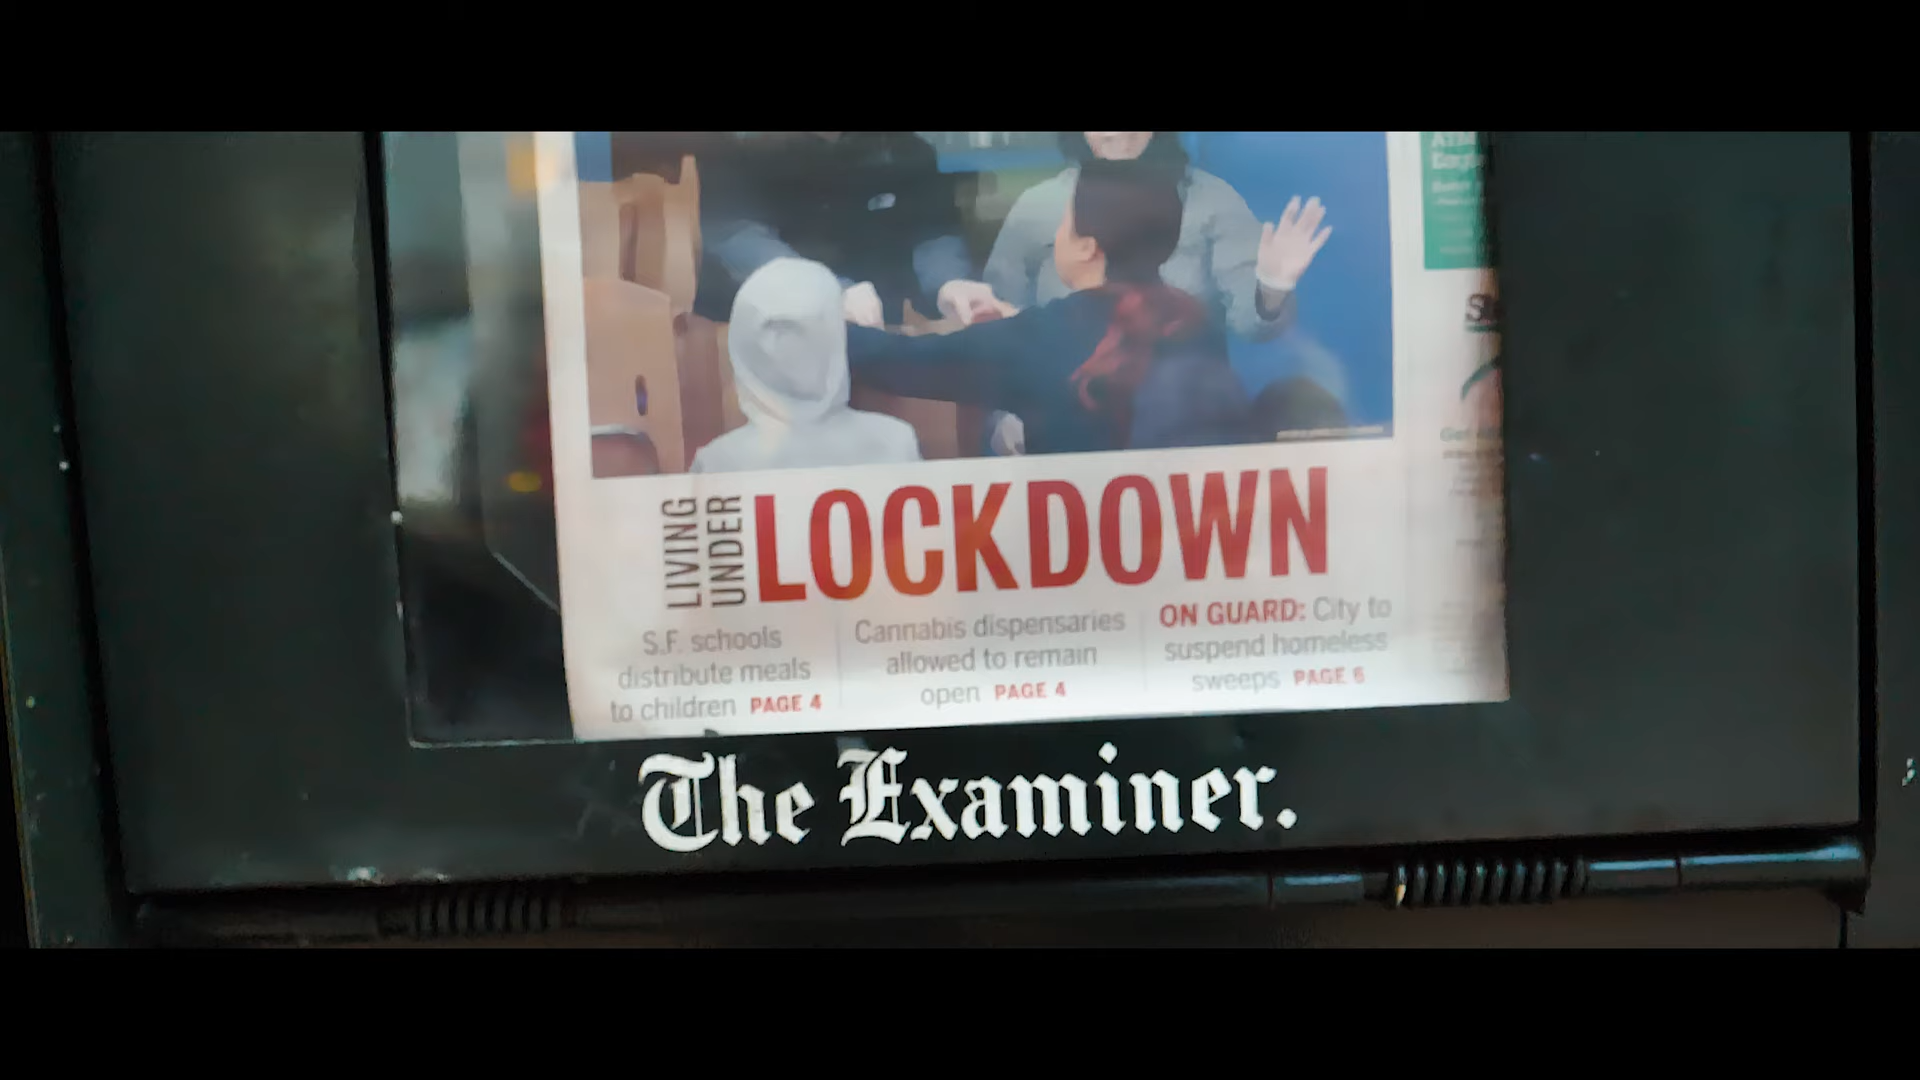 LIVING
UNDER
LOCKDOWN
S.F. schools
distribute meals
to children PAGE 4
Cannabis dispensaries
allowed to remain
open PAGE 4
ON GUARD: City to
suspend homeless
sweeps PAGE 6
The Examiner.